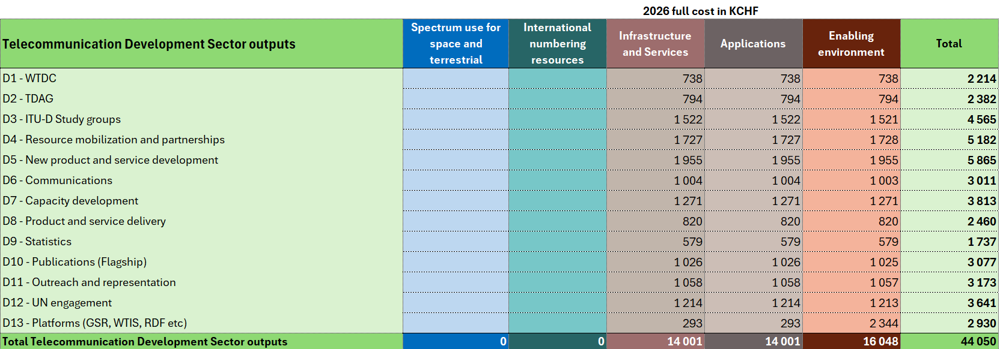 2026 full cost in KCHF
Telecommunication Development Sector outputs
Spectrum use for
space and
terrestrial
International
numbering
resources
Infrastructure
and Services
Applications
Enabling
environment
Total
D1 - WTDC 738 738 738 2 214
D2 - TDAG 794 794 794 2 382
D3 - ITU-D Study groups 1 522 1 522 1 521 4 565
D4 - Resource mobilization and partnerships 1 727 1 727 1 728 5 182
D5 - New product and service development 1 955 1 955 1 955 5 865
D6 - Communications 1 004 1 004 1 003 3 011
D7 - Capacity development 1 271 1 271 1 271 3 813
D8 - Product and service delivery 820 820 820 2 460
D9 - Statistics 579 579 579 1 737
D10 - Publications (Flagship) 1 026 1 026 1 025 3 077
D11 - Outreach and representation 1 058 1 058 1 057 3 173
D12 - UN engagement 1 214 1 214 1 213 3 641
D13 - Platforms (GSR, WTIS, RDF etc) 293 293 2 344 2 930
Total Telecommunication Development Sector outputs 0 0 14 001 14 001 16 048 44 050